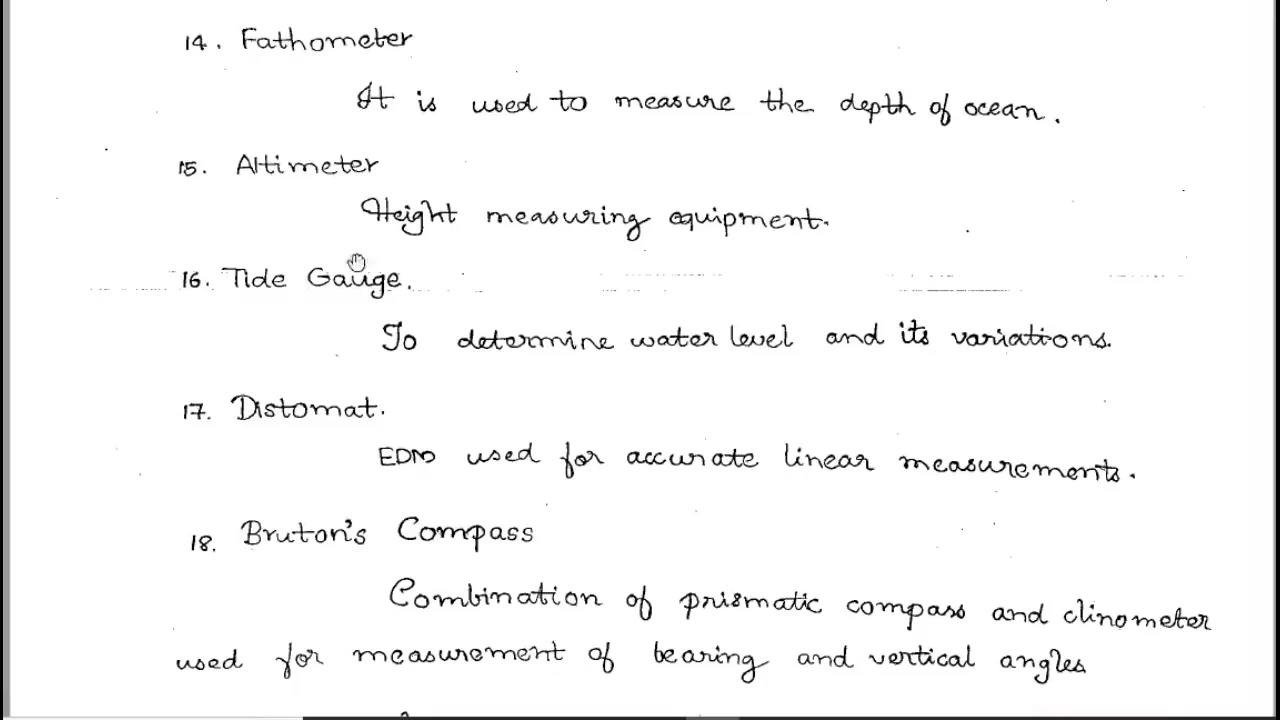 14. Fathometer
It is used to measure the depth of ocean.
15. Altimeter
Height measuring equipment.
16. Tide Gauge.
To determine water level and its variations.
17. Distomat.
EDM used for accurate linear measurements.
18. Bruton's Compass
Combination of prismatic compass and clinometer
used for measurement of bearing and vertical angles